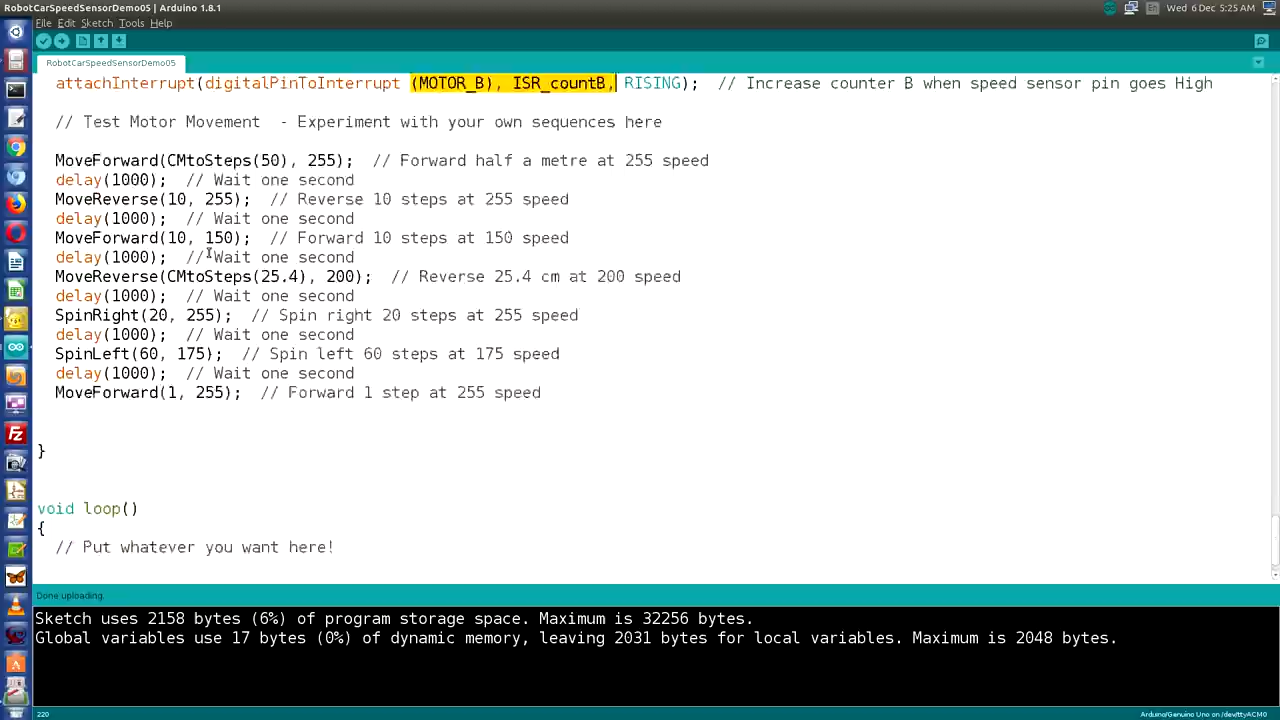 RobotCarSpeedSensorDemo05 | Arduino 1.8.1
En
Wed 6 Dec 5:25 AM
File Edit Sketch Tools Help
RobotCarSpeedSensorDemo05
attachInterrupt(digitalPinToInterrupt (MOTOR_B), ISR_countB, RISING);  // Increase counter B when speed sensor pin goes High
// Test Motor Movement  - Experiment with your own sequences here
MoveForward(CMtoSteps(50), 255);  // Forward half a metre at 255 speed
delay(1000);  // Wait one second
MoveReverse(10, 255);  // Reverse 10 steps at 255 speed
delay(1000);  // Wait one second
MoveForward(10, 150);  // Forward 10 steps at 150 speed
delay(1000);  // Wait one second
MoveReverse(CMtoSteps(25.4), 200);  // Reverse 25.4 cm at 200 speed
delay(1000);  // Wait one second
SpinRight(20, 255);  // Spin right 20 steps at 255 speed
delay(1000);  // Wait one second
SpinLeft(60, 175);  // Spin left 60 steps at 175 speed
delay(1000);  // Wait one second
MoveForward(1, 255);  // Forward 1 step at 255 speed
}
void loop()
{
// Put whatever you want here!
Done uploading.
Sketch uses 2158 bytes (6%) of program storage space. Maximum is 32256 bytes.
Global variables use 17 bytes (0%) of dynamic memory, leaving 2031 bytes for local variables. Maximum is 2048 bytes.
220
Arduino/Genuino Uno on /dev/ttyACM0